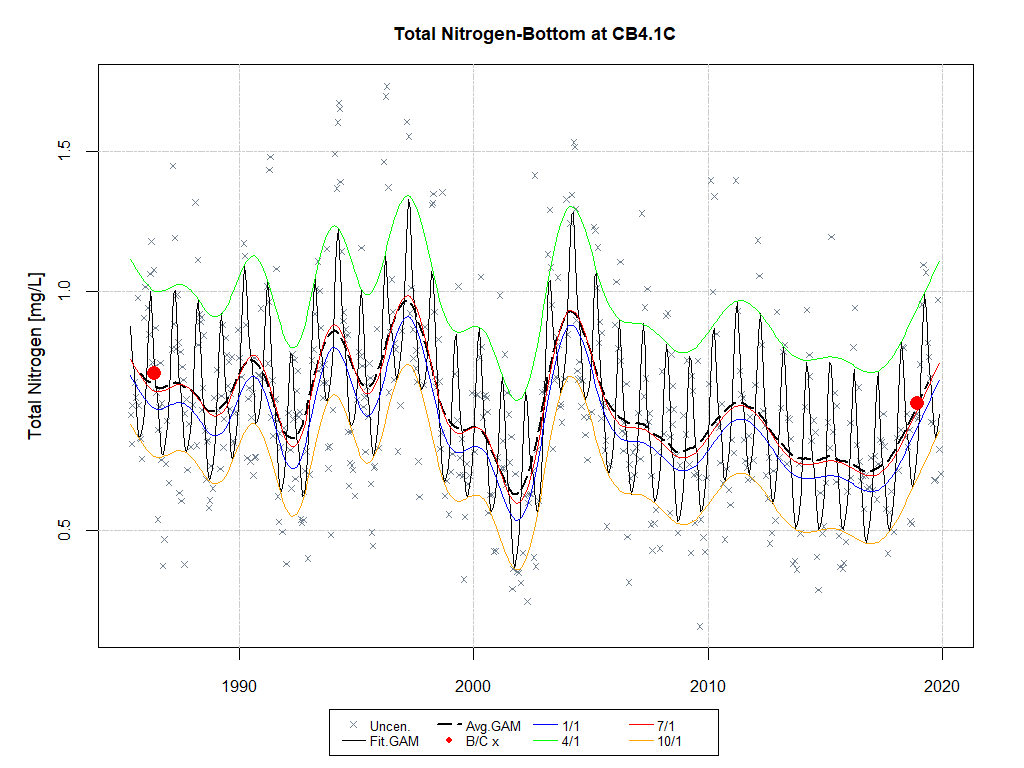 Total Nitrogen-Bottom at CB4.1C
Total Nitrogen [mg/L]
1.5
1.0
0.5
1990 2000 2010 2020
Uncen. Avg.GAM 1/1 7/1
Fit.GAM B/C x 4/1 10/1